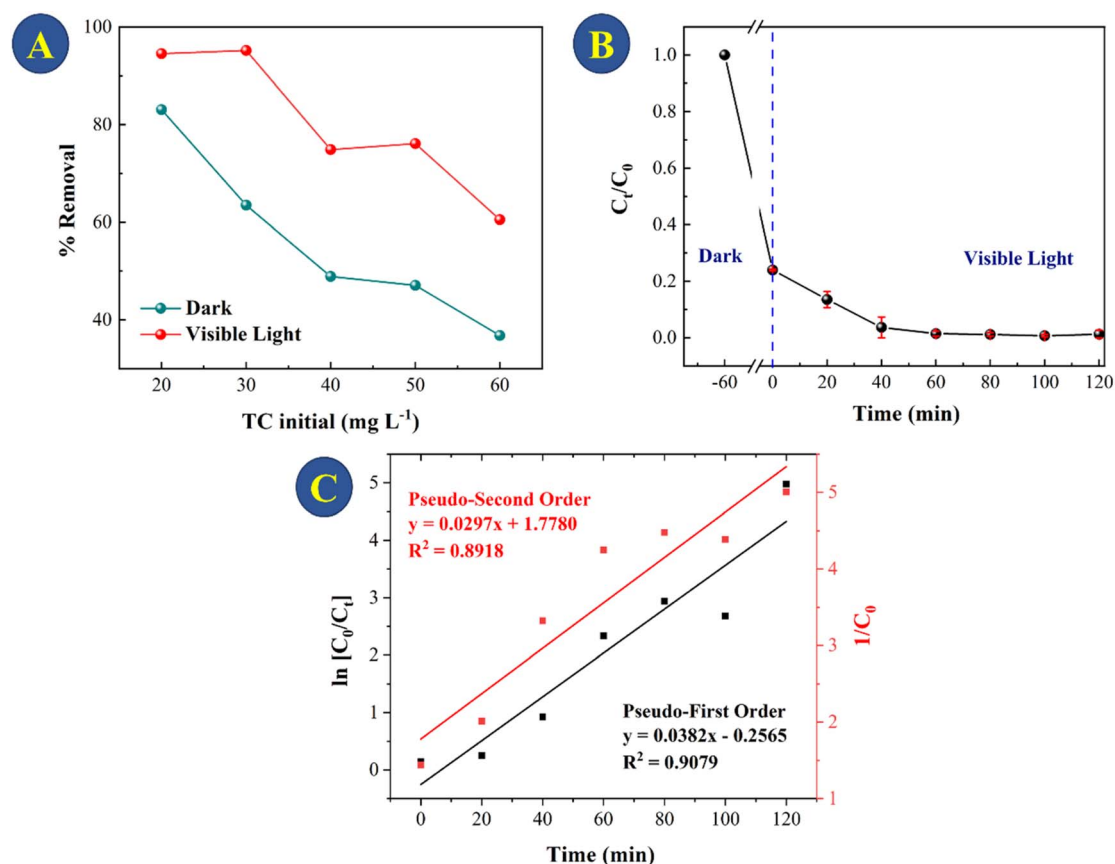 A
100
80
60
40
% Removal
Dark
Visible Light
20 30 40 50 60
TC initial (mg L⁻¹)
B
1.0
0.8
0.6
0.4
0.2
0.0
Cₜ/C₀
Dark
Visible Light
-60 0 20 40 60 80 100 120
Time (min)
C
5
4
3
2
1
0
ln [C₀/Cₜ]
Pseudo-Second Order
y = 0.0297x + 1.7780
R² = 0.8918
Pseudo-First Order
y = 0.0382x - 0.2565
R² = 0.9079
5
4
3
2
1
1/C₀
0 20 40 60 80 100 120
Time (min)